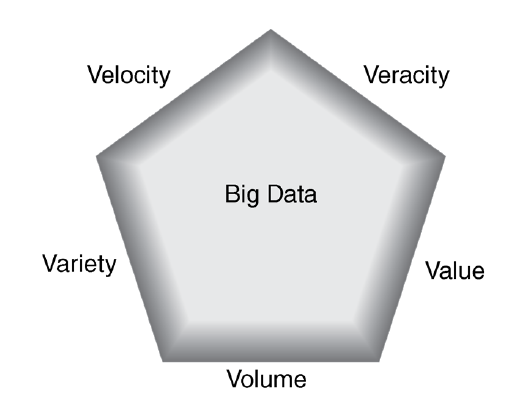 Velocity
Veracity
Big Data
Variety
Value
Volume